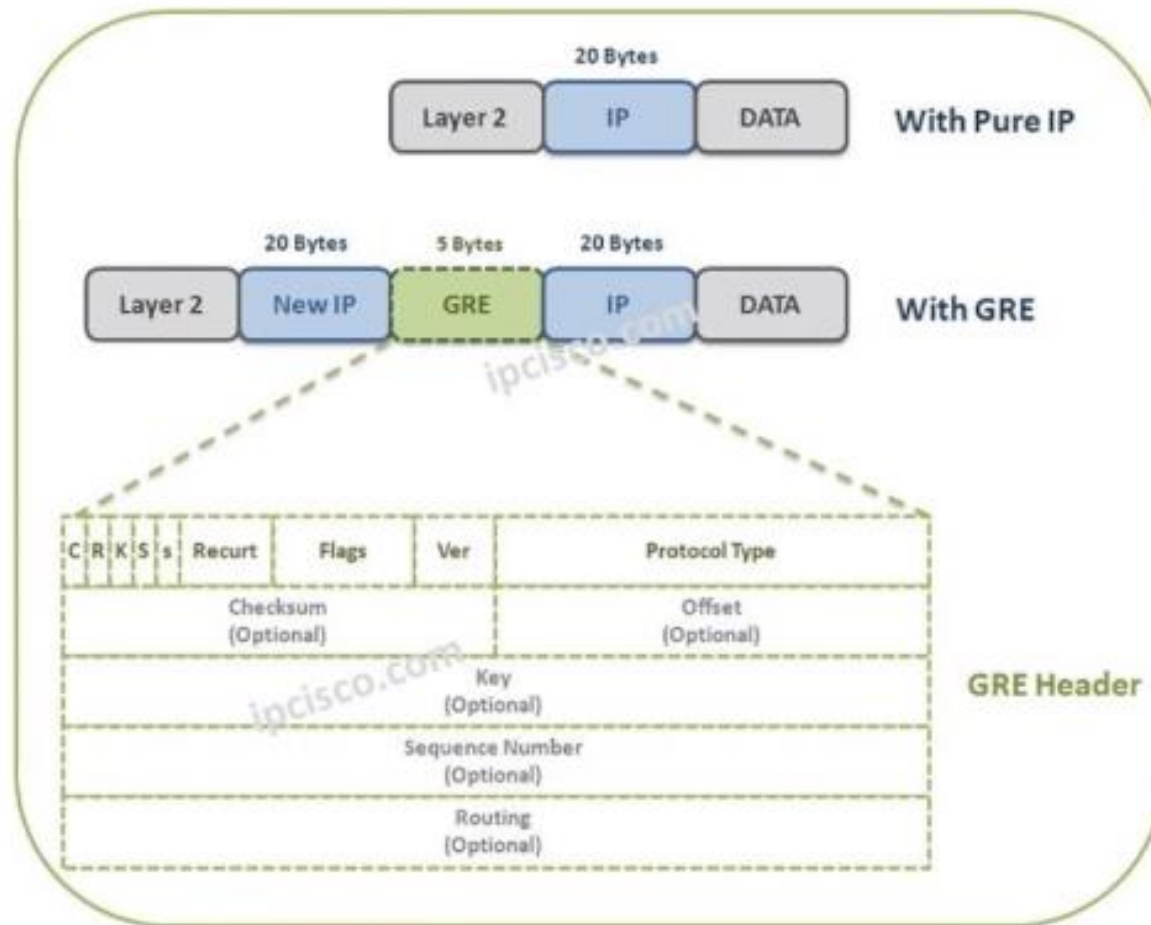 20 Bytes
Layer 2 IP DATA With Pure IP
20 Bytes 5 Bytes 20 Bytes
Layer 2 New IP GRE IP DATA With GRE
ipcisco.com
C R K S s Recurt Flags Ver Protocol Type
Checksum Offset
(Optional) (Optional)
ipcisco.com
Key
(Optional)
GRE Header
Sequence Number
(Optional)
Routing
(Optional)